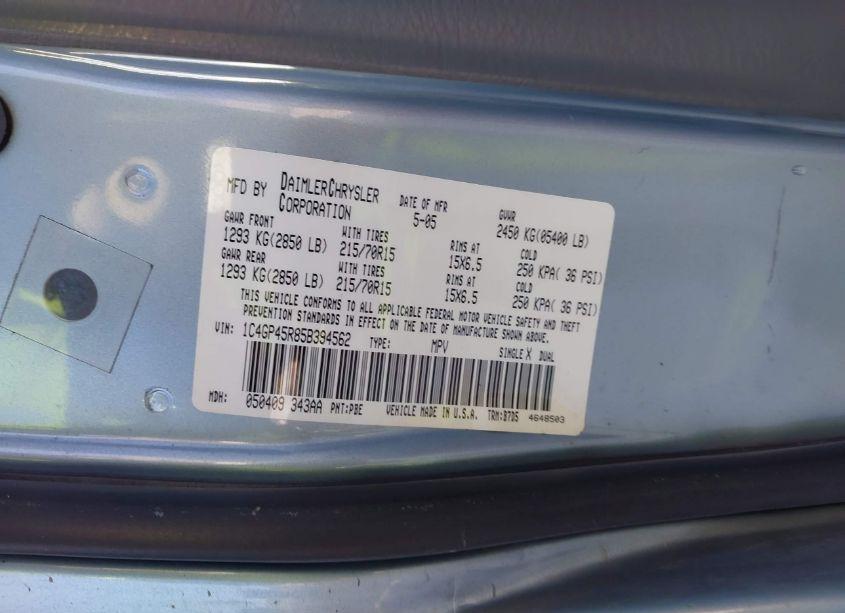 MFD BY DAIMLERCHRYSLER CORPORATION DATE OF MFR 5-05 GVWR 2450 KG(05400 LB)
GAWR FRONT WITH TIRES RIMS AT COLD
1293 KG(2850 LB) 215/70R15 15X6.5 250 KPA( 36 PSI)
GAWR REAR WITH TIRES RIMS AT COLD
1293 KG(2850 LB) 215/70R15 15X6.5 250 KPA( 36 PSI)
THIS VEHICLE CONFORMS TO ALL APPLICABLE FEDERAL MOTOR VEHICLE SAFETY AND THEFT
PREVENTION STANDARDS IN EFFECT ON THE DATE OF MANUFACTURE SHOWN ABOVE.
VIN: 1C4GP45R85B394562 TYPE: MPV SINGLE X DUAL
MDH: 050409 343AA PNT:PBE VEHICLE MADE IN U.S.A. TRM:B7D5 4648503